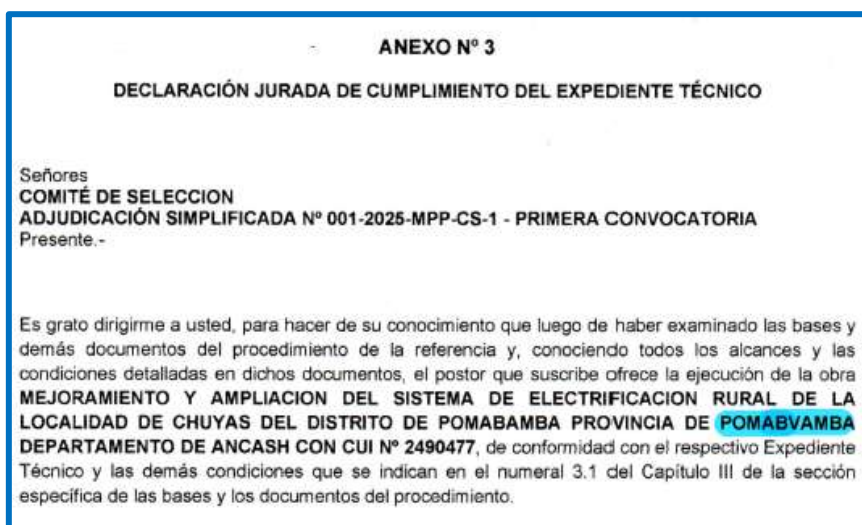 ANEXO Nº 3
DECLARACIÓN JURADA DE CUMPLIMIENTO DEL EXPEDIENTE TÉCNICO
Señores
COMITÉ DE SELECCION
ADJUDICACIÓN SIMPLIFICADA Nº 001-2025-MPP-CS-1 - PRIMERA CONVOCATORIA
Presente.-
Es grato dirigirme a usted, para hacer de su conocimiento que luego de haber examinado las bases y
demás documentos del procedimiento de la referencia y, conociendo todos los alcances y las
condiciones detalladas en dichos documentos, el postor que suscribe ofrece la ejecución de la obra
MEJORAMIENTO Y AMPLIACION DEL SISTEMA DE ELECTRIFICACION RURAL DE LA
LOCALIDAD DE CHUYAS DEL DISTRITO DE POMABAMBA PROVINCIA DE POMABVAMBA
DEPARTAMENTO DE ANCASH CON CUI Nº 2490477, de conformidad con el respectivo Expediente
Técnico y las demás condiciones que se indican en el numeral 3.1 del Capítulo III de la sección
específica de las bases y los documentos del procedimiento.